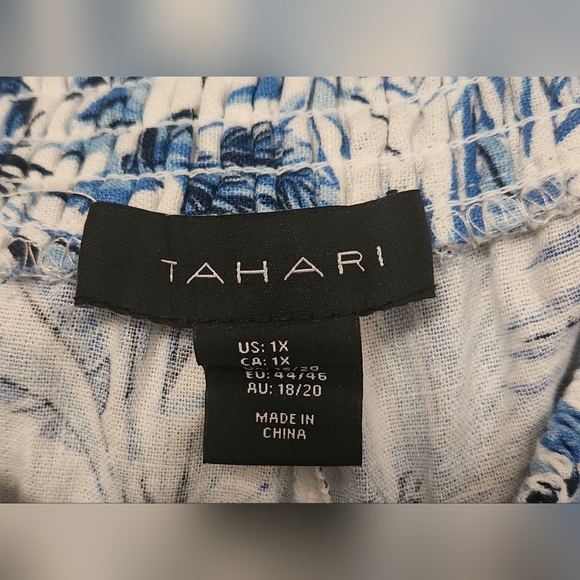 TAHARI
US: 1X
CA: 1X
EU: 44/46
AU: 18/20
MADE IN
CHINA